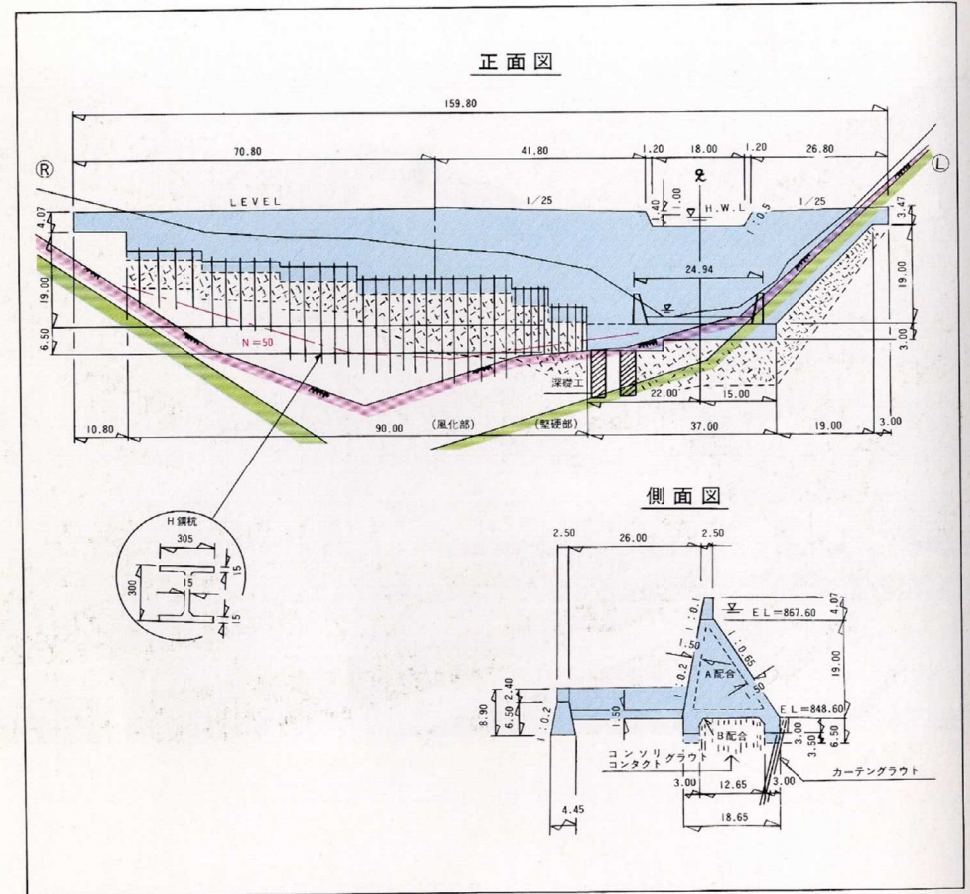 正面図
159.80
70.80 41.80 1.20 18.00 1.20 26.80
Ⓡ Ⓛ
LEVEL 1/25 1.40 1.00 H.W.L 1:0.5 1/25
4.07 3.47
24.94
19.00 19.00
N=50
6.50 3.00
深礎工
22.00 15.00
10.80 90.00 (風化部) (堅硬部) 37.00 19.00 3.00
H鋼杭
305
300 15 15
15
側面図
2.50 26.00 2.50
1:0.1 EL=867.60 4.07
1.50 1:0.65
1:0.2 A配合 19.00
2.40
8.90 6.50 1:0.2 EL=848.60
B配合 3.00 3.50 6.50
コンソリ グラウト
コンタクト
カーテングラウト
3.00 12.65 3.00
4.45 18.65